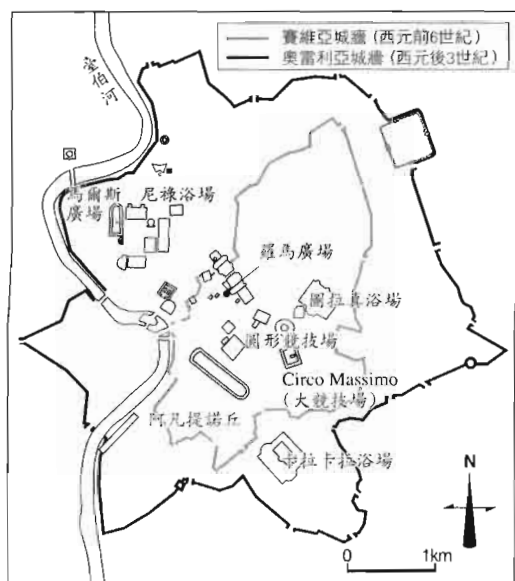 賽維亞城牆（西元前6世紀）
奧雷利亞城牆（西元後3世紀）
臺伯河
馬爾斯
廣場
尼祿浴場
羅馬廣場
圖拉真浴場
圓形競技場
Circo Massimo
（大競技場）
阿凡提諾丘
卡拉卡拉浴場
N
0 1km